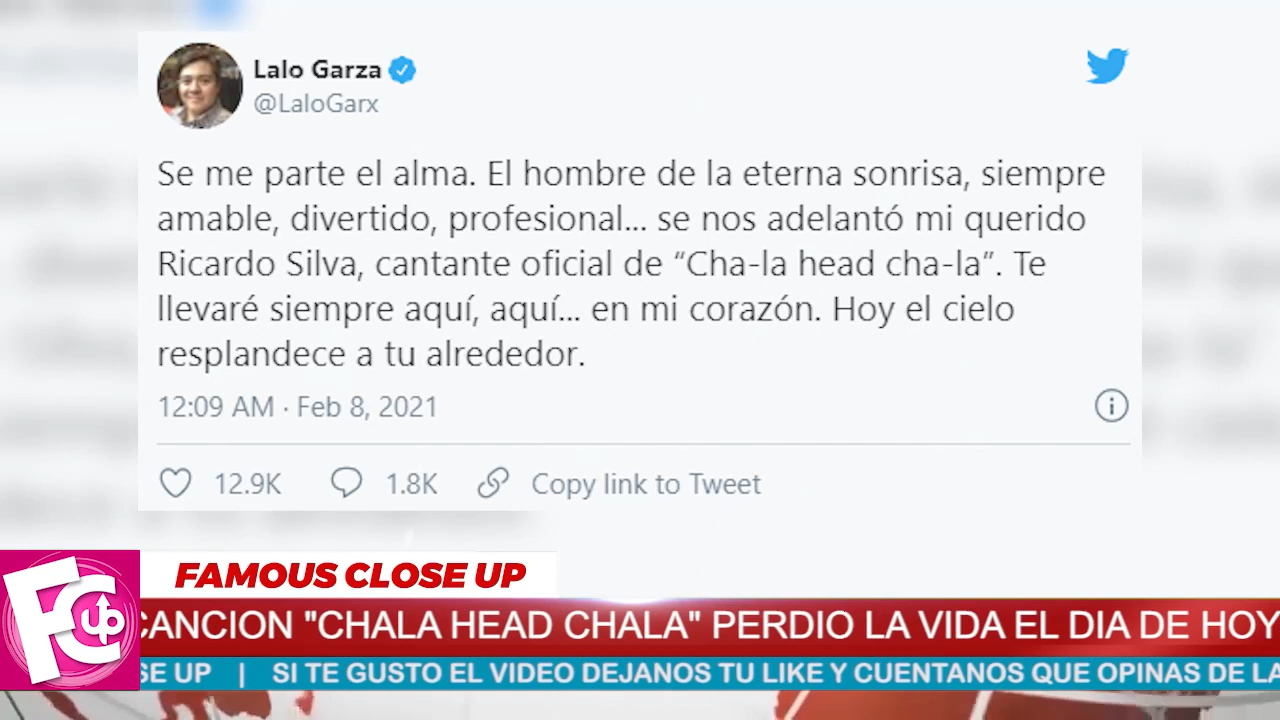 Lalo Garza
@LaloGarx
Se me parte el alma. El hombre de la eterna sonrisa, siempre
amable, divertido, profesional... se nos adelantó mi querido
Ricardo Silva, cantante oficial de “Cha-la head cha-la”. Te
llevaré siempre aquí, aquí... en mi corazón. Hoy el cielo
resplandece a tu alrededor.
12:09 AM · Feb 8, 2021
12.9K 1.8K Copy link to Tweet
FAMOUS CLOSE UP
FC UP
CANCION "CHALA HEAD CHALA" PERDIO LA VIDA EL DIA DE HOY
SE UP | SI TE GUSTO EL VIDEO DEJANOS TU LIKE Y CUENTANOS QUE OPINAS DE LA